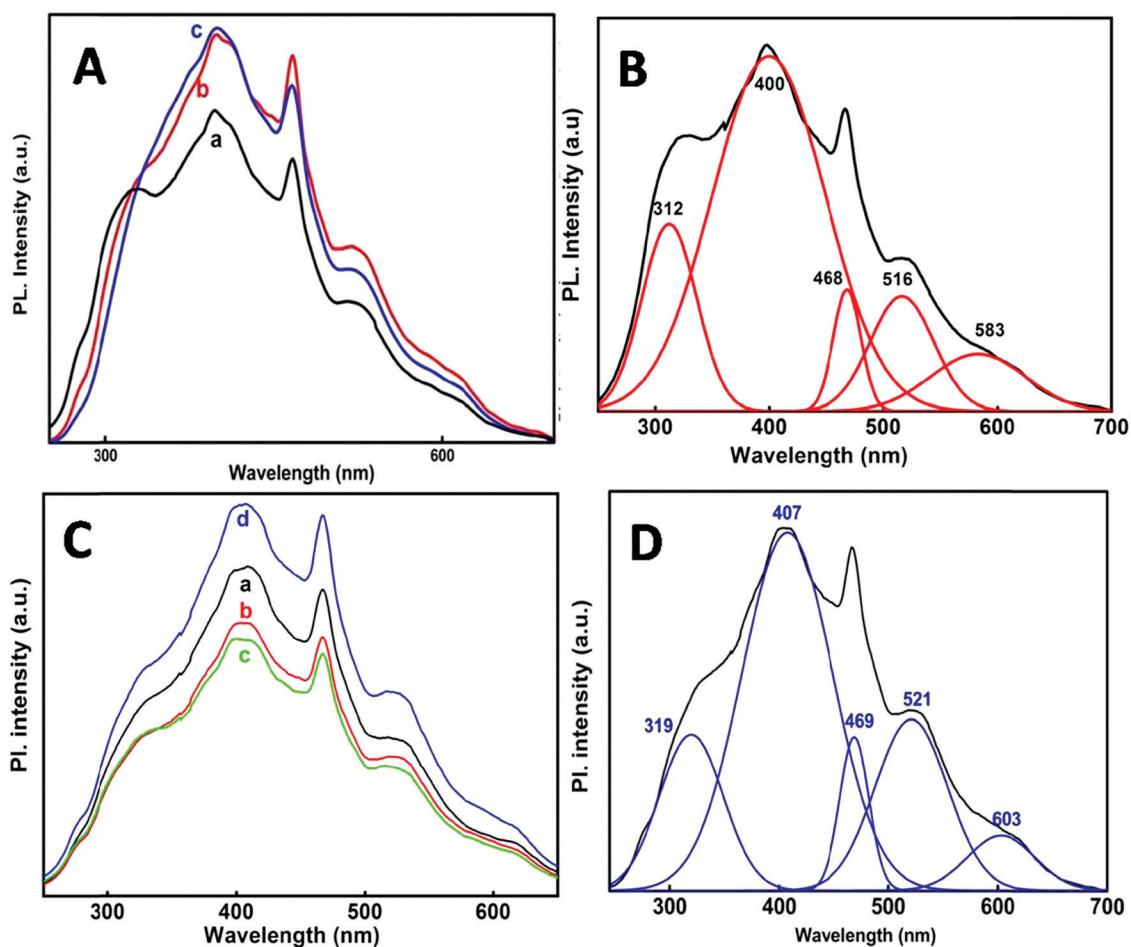 A
c
b
a
PL. Intensity (a.u.)
300
600
Wavelength (nm)
B
400
312
468
516
583
PL. Intensity (a.u)
300
400
500
600
700
Wavelength (nm)
C
d
a
b
c
Pl. intensity (a.u.)
300
400
500
600
Wavelength (nm)
D
407
319
469
521
603
Pl. intensity (a.u.)
300
400
500
600
700
Wavelength (nm)